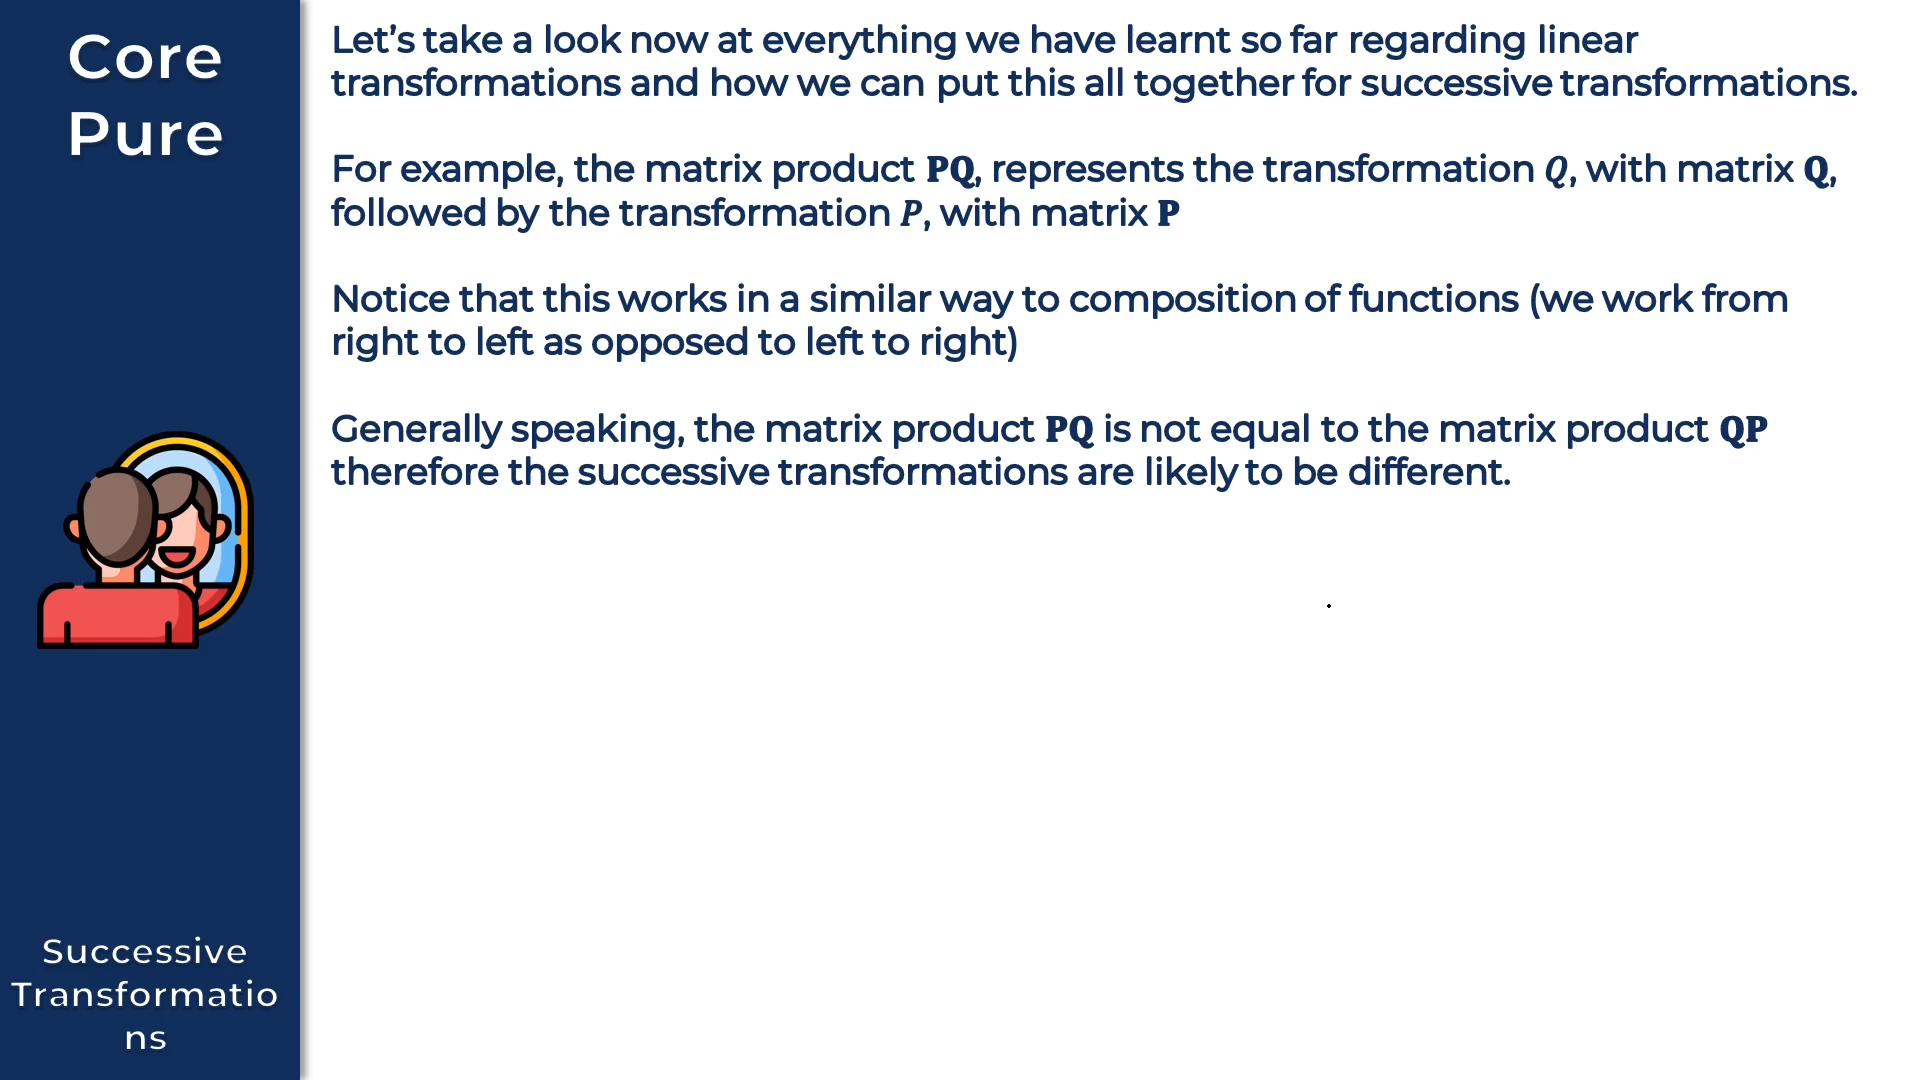 Core
Pure
Let’s take a look now at everything we have learnt so far regarding linear
transformations and how we can put this all together for successive transformations.
For example, the matrix product PQ, represents the transformation Q, with matrix Q,
followed by the transformation P, with matrix P
Notice that this works in a similar way to composition of functions (we work from
right to left as opposed to left to right)
Generally speaking, the matrix product PQ is not equal to the matrix product QP
therefore the successive transformations are likely to be different.
Successive
Transformatio
ns